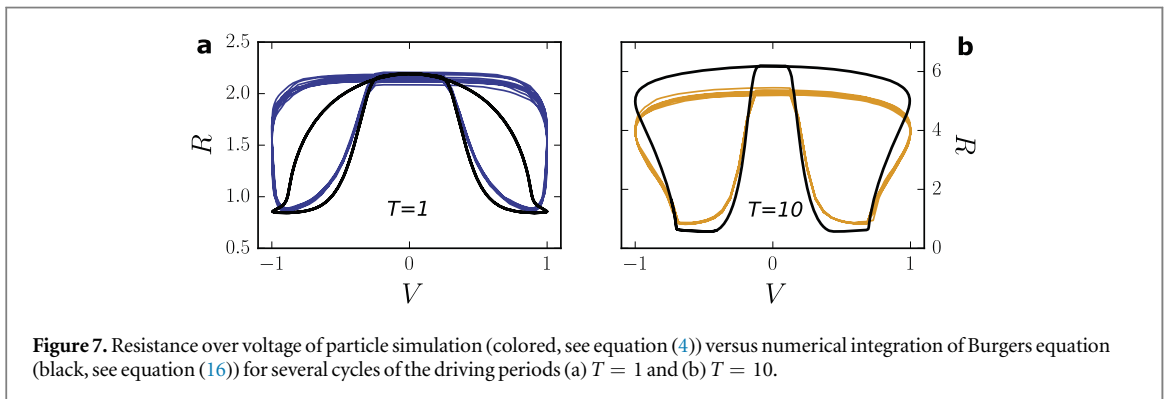 a
2.5
2.0
1.5
1.0
0.5
R
T=1
−1
0
1
V
b
6
4
2
0
R
T=10
−1
0
1
V
Figure 7. Resistance over voltage of particle simulation (colored, see equation (4)) versus numerical integration of Burgers equation
(black, see equation (16)) for several cycles of the driving periods (a) T = 1 and (b) T = 10.